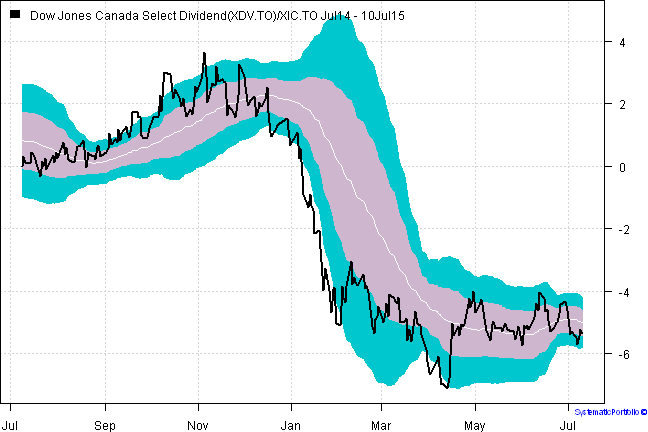 Dow Jones Canada Select Dividend(XDV.TO)/XIC.TO Jul14 - 10Jul15
4
2
0
-2
-4
-6
Jul Sep Nov Jan Mar May Jul
SystematicPortfolio ©